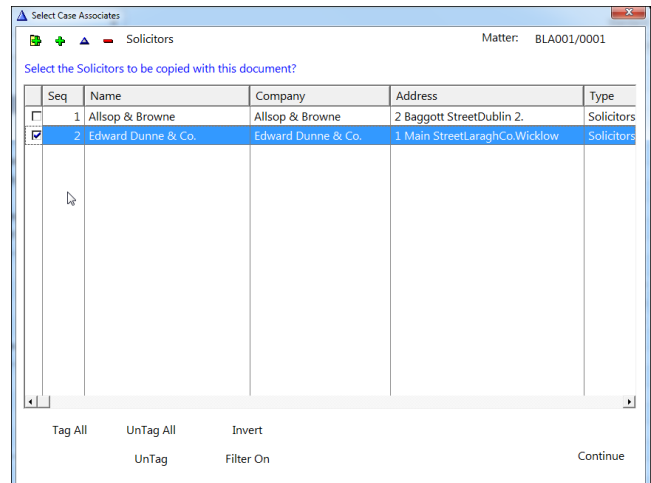 Select Case Associates
Solicitors Matter: BLA001/0001
Select the Solicitors to be copied with this document?
Seq Name Company Address Type
1 Allsop & Browne Allsop & Browne 2 Baggott StreetDublin 2. Solicitors
2 Edward Dunne & Co. Edward Dunne & Co. 1 Main StreetLaraghCo.Wicklow Solicitors
Tag All UnTag All Invert
UnTag Filter On Continue